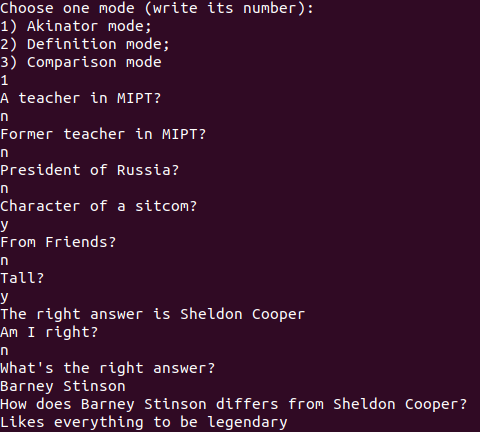 Choose one mode (write its number):
1) Akinator mode;
2) Definition mode;
3) Comparison mode
1
A teacher in MIPT?
n
Former teacher in MIPT?
n
President of Russia?
n
Character of a sitcom?
y
From Friends?
n
Tall?
y
The right answer is Sheldon Cooper
Am I right?
n
What's the right answer?
Barney Stinson
How does Barney Stinson differs from Sheldon Cooper?
Likes everything to be legendary